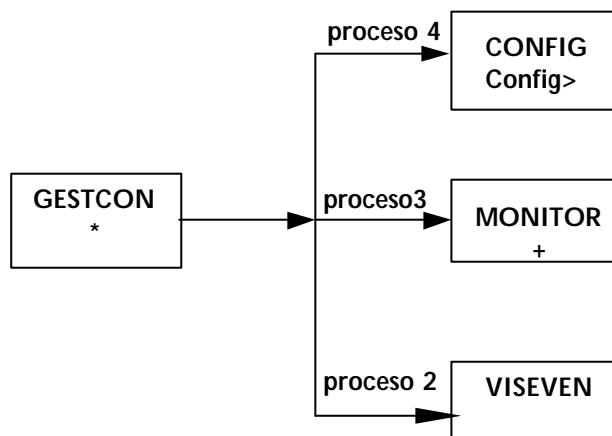 proceso 4
CONFIG
Config>
GESTCON
*
proceso3
MONITOR
+
proceso 2
VISEVEN